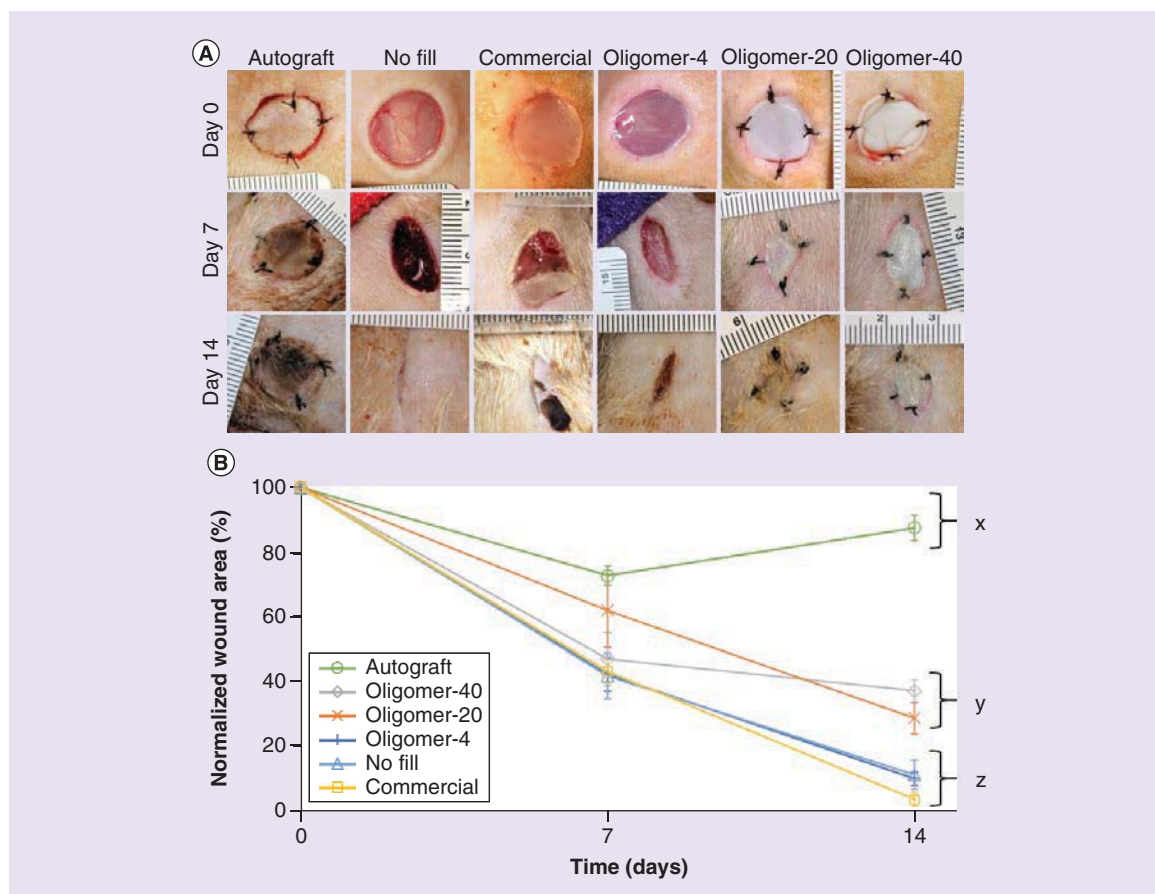 A
Autograft No fill Commercial Oligomer-4 Oligomer-20 Oligomer-40
Day 0
Day 7
Day 14
B
Normalized wound area (%)
100
80
60
40
20
0
Autograft
Oligomer-40
Oligomer-20
Oligomer-4
No fill
Commercial
x
y
z
0 7 14
Time (days)